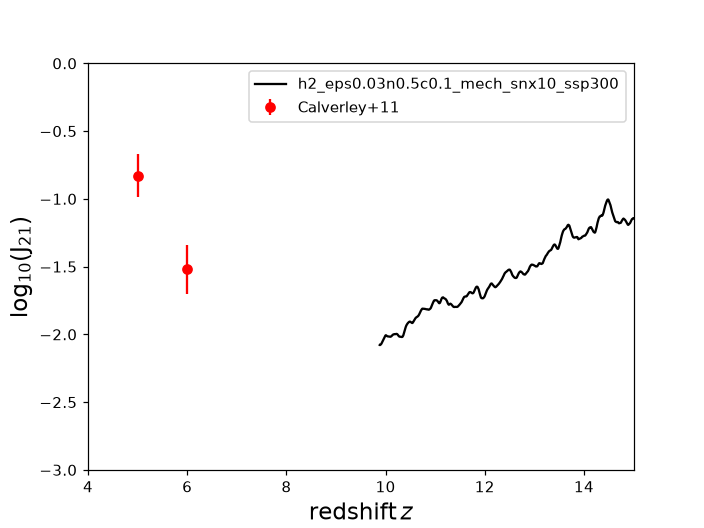 h2_eps0.03n0.5c0.1_mech_snx10_ssp300
Calverley+11
0.0
−0.5
−1.0
−1.5
−2.0
−2.5
−3.0
log₁₀(J₂₁)
4 6 8 10 12 14
redshift z